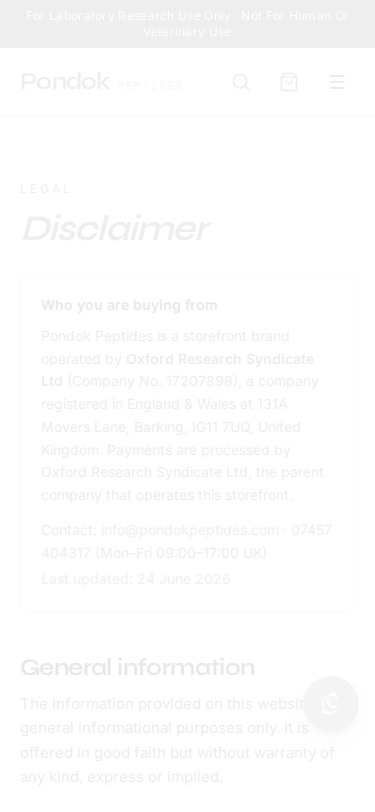 For Laboratory Research Use Only · Not For Human Or
Veterinary Use
Pondok PEPTIDES
LEGAL
Disclaimer
Who you are buying from
Pondok Peptides is a storefront brand
operated by Oxford Research Syndicate
Ltd (Company No. 17207898), a company
registered in England & Wales at 131A
Movers Lane, Barking, IG11 7UQ, United
Kingdom. Payments are processed by
Oxford Research Syndicate Ltd, the parent
company that operates this storefront.
Contact: info@pondokpeptides.com · 07457
404317 (Mon–Fri 09:00–17:00 UK)
Last updated: 24 June 2026
General information
The information provided on this website
general informational purposes only. It is
offered in good faith but without warranty of
any kind, express or implied.